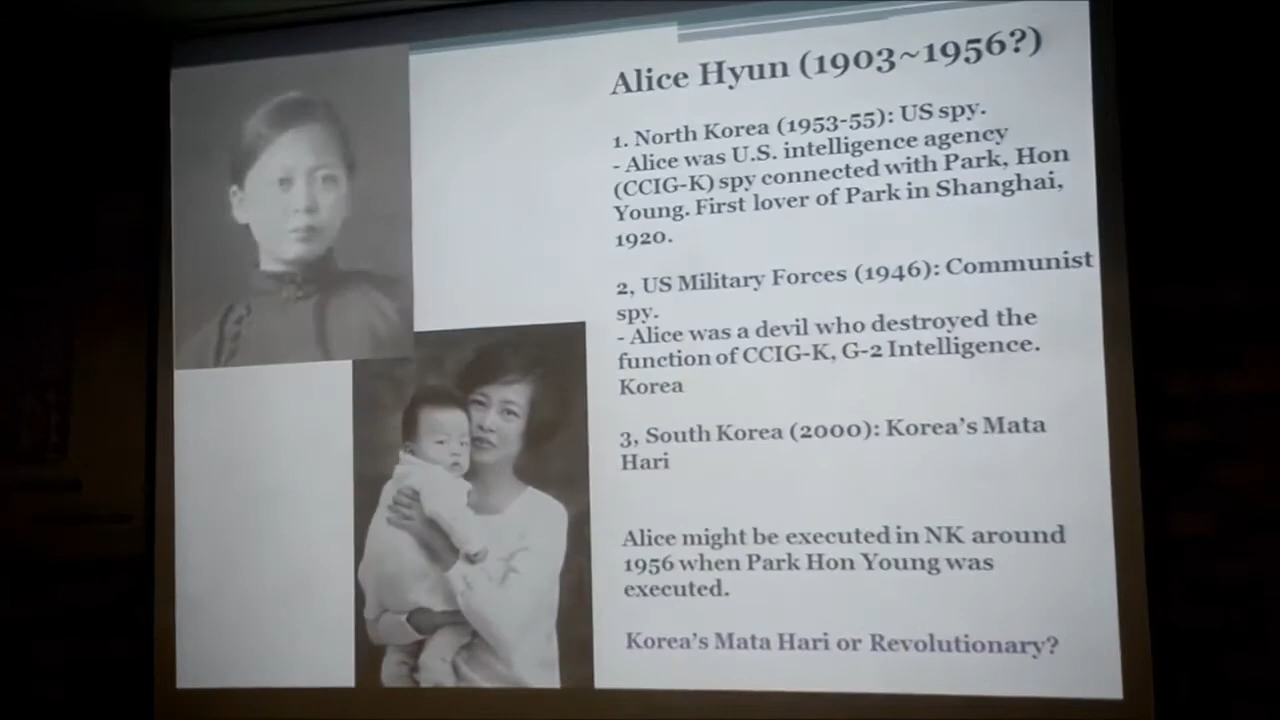 Alice Hyun (1903~1956?)
1. North Korea (1953-55): US spy.
- Alice was U.S. intelligence agency
(CCIG-K) spy connected with Park, Hon
Young. First lover of Park in Shanghai,
1920.
2, US Military Forces (1946): Communist
spy.
- Alice was a devil who destroyed the
function of CCIG-K, G-2 Intelligence.
Korea
3, South Korea (2000): Korea's Mata
Hari
Alice might be executed in NK around
1956 when Park Hon Young was
executed.
Korea's Mata Hari or Revolutionary?